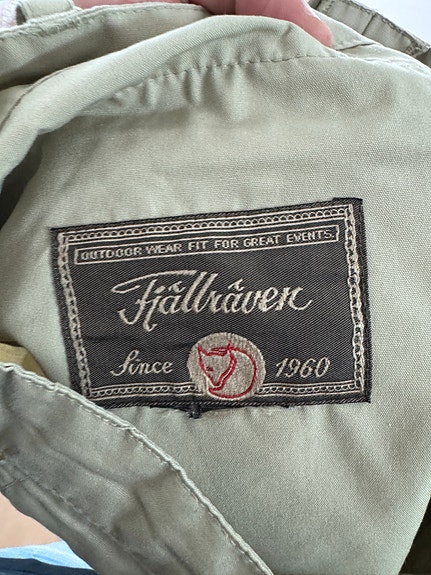 OUTDOOR WEAR FIT FOR GREAT EVENTS.
Fjällräven
Since 1960